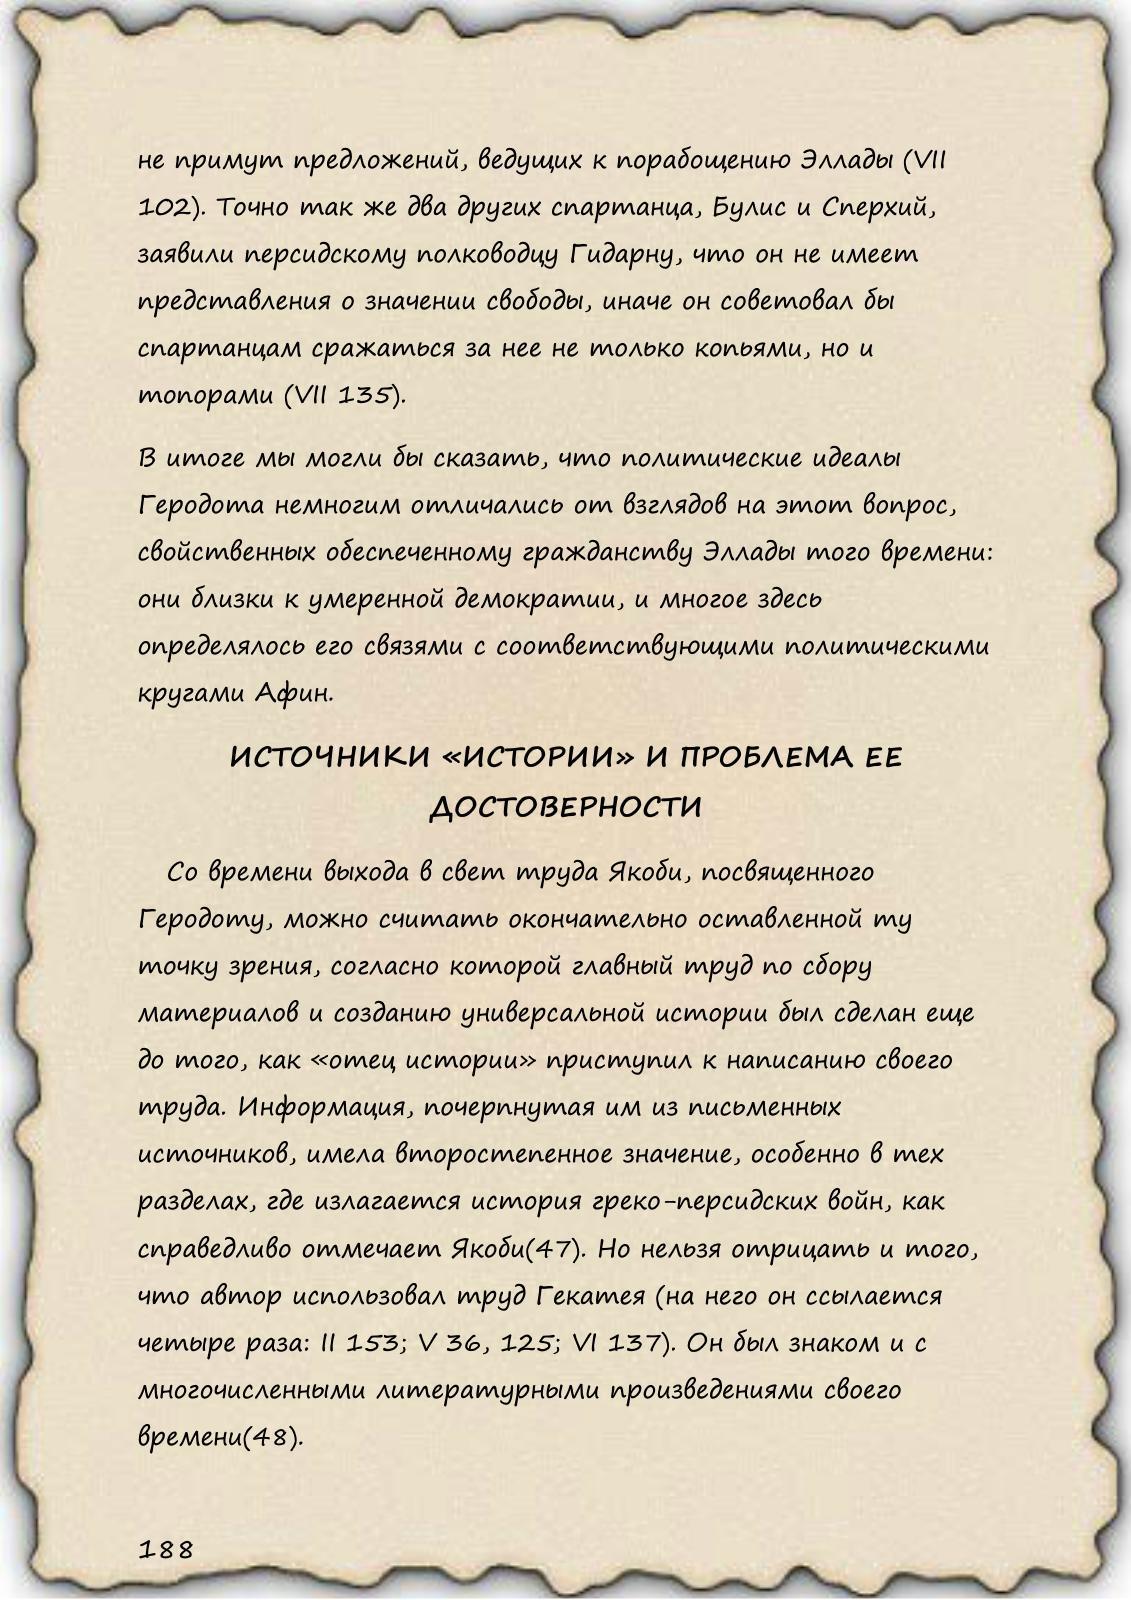 не примут предложений, ведущих к порабощению Эллады (VII
102). Точно так же два других спартанца, Булис и Сперхий,
заявили персидскому полководцу Гидарну, что он не имеет
представления о значении свободы, иначе он советовал бы
спартанцам сражаться за нее не только копьями, но и
топорами (VII 135).
В итоге мы могли бы сказать, что политические идеалы
Геродота немногим отличались от взглядов на этот вопрос,
свойственных обеспеченному гражданству Эллады того времени:
они близки к умеренной демократии, и многое здесь
определялось его связями с соответствующими политическими
кругами Афин.
ИСТОЧНИКИ «ИСТОРИИ» И ПРОБЛЕМА ЕЕ
ДОСТОВЕРНОСТИ
Со времени выхода в свет труда Якоби, посвященного
Геродоту, можно считать окончательно оставленной ту
точку зрения, согласно которой главный труд по сбору
материалов и созданию универсальной истории был сделан еще
до того, как «отец истории» приступил к написанию своего
труда. Информация, почерпнутая им из письменных
источников, имела второстепенное значение, особенно в тех
разделах, где излагается история греко-персидских войн, как
справедливо отмечает Якоби(47). Но нельзя отрицать и того,
что автор использовал труд Гекатея (на него он ссылается
четыре раза: II 153; V 36, 125; VI 137). Он был знаком и с
многочисленными литературными произведениями своего
времени(48).
188